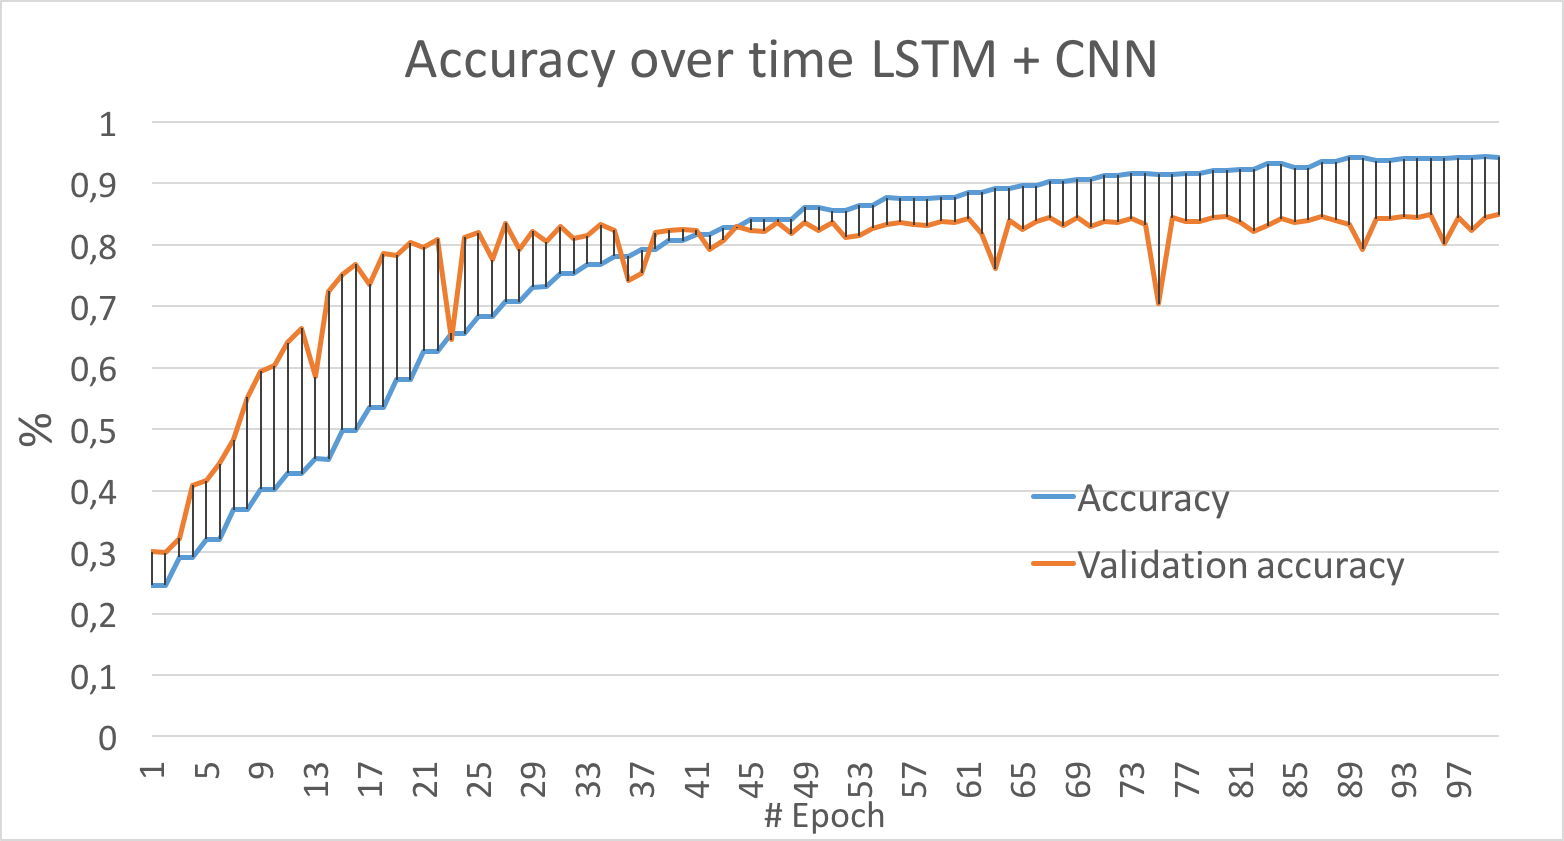 Accuracy over time LSTM + CNN
1
0,9
0,8
0,7
0,6
0,5
0,4
0,3
0,2
0,1
0
%
Accuracy
Validation accuracy
1 5 9 13 17 21 25 29 33 37 41 45 49 53 57 61 65 69 73 77 81 85 89 93 97
# Epoch